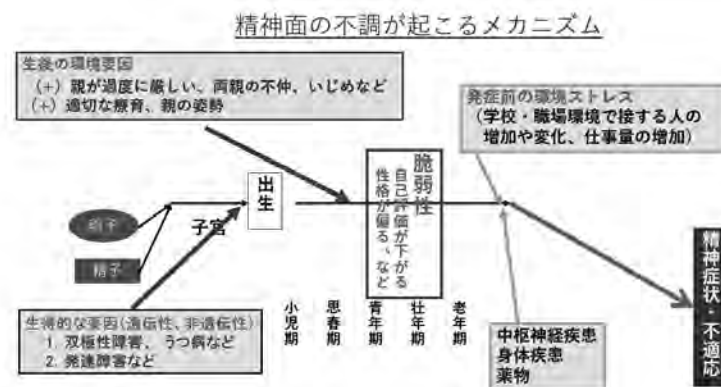 精神面の不調が起こるメカニズム
生後の環境要因
(+) 親が過度に厳しい、両親の不仲、いじめなど
(+) 適切な療育、親の姿勢
発症前の環境ストレス
(学校・職場環境で接する人の
増加や変化、仕事量の増加)
脆弱性
自己評価が下がる
性格が偏る、など
出生
卵子
子宮
精子
精神症状・不適応
生得的な要因(遺伝性、非遺伝性)
1. 双極性障害、うつ病など
2. 発達障害など
小児期
思春期
青年期
壮年期
老年期
中枢神経疾患
身体疾患
薬物